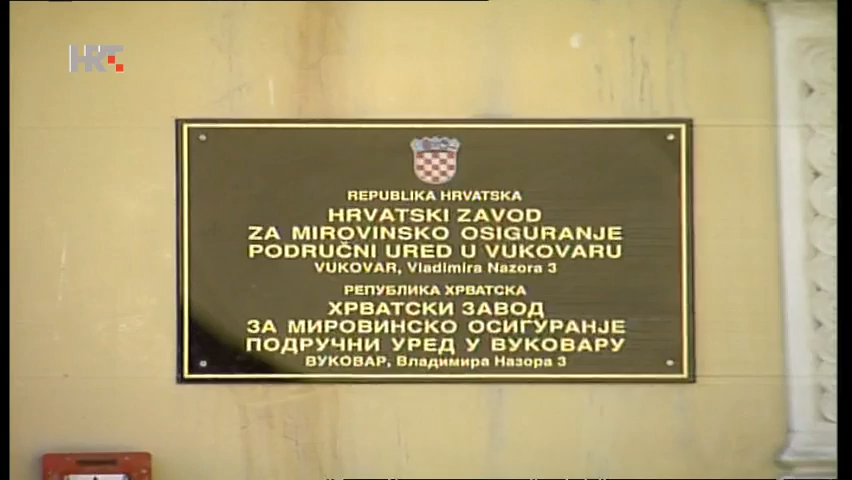 HRT
REPUBLIKA HRVATSKA
HRVATSKI ZAVOD
ZA MIROVINSKO OSIGURANJE
PODRUČNI URED U VUKOVARU
VUKOVAR, Vladimira Nazora 3
РЕПУБЛИКА ХРВАТСКА
ХРВАТСКИ ЗАВОД
ЗА МИРОВИНСКО ОСИГУРАЊЕ
ПОДРУЧНИ УРЕД У ВУКОВАРУ
ВУКОВАР, Владимира Назора 3